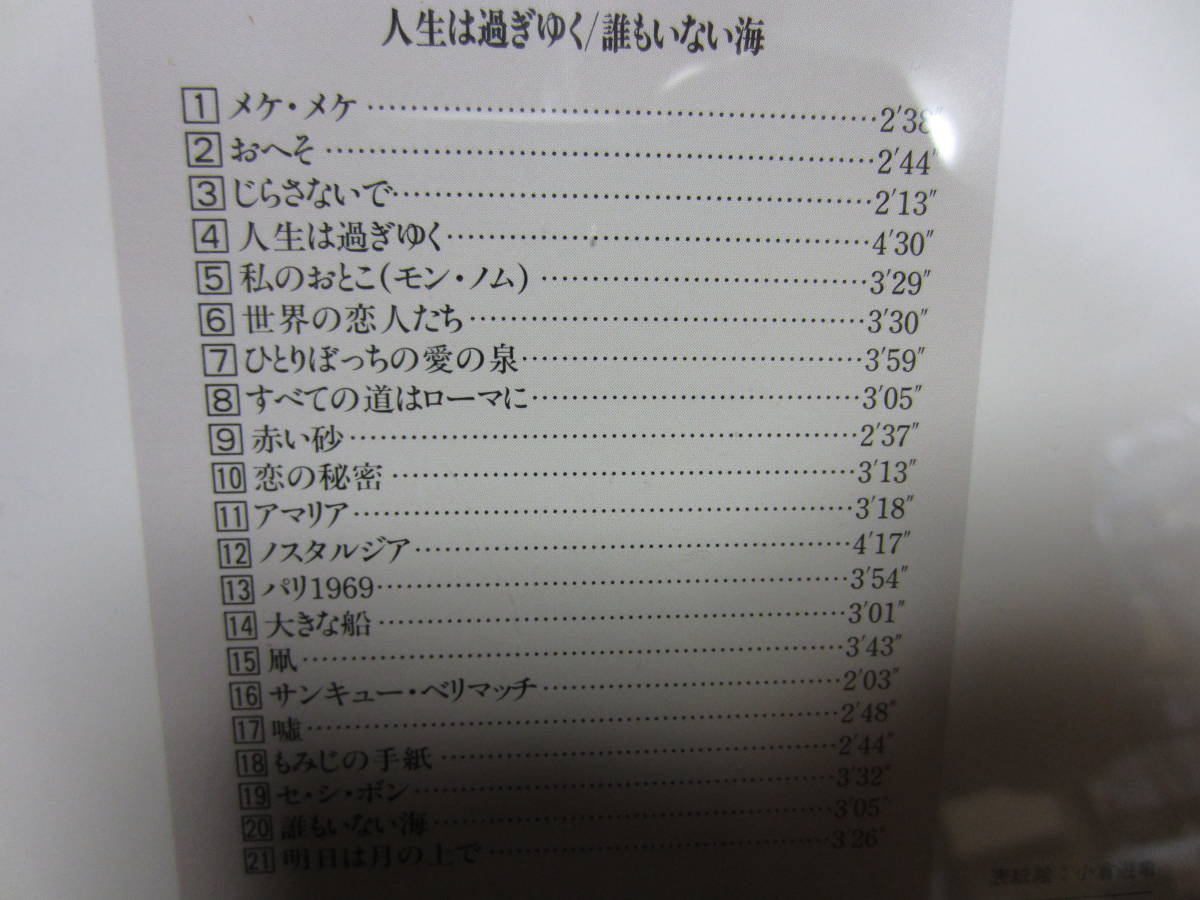 人生は過ぎゆく/誰もいない海
1 メケ・メケ 2'38"
2 おへそ 2'44"
3 じらさないで 2'13"
4 人生は過ぎゆく 4'30"
5 私のおとこ(モン・ノム) 3'29"
6 世界の恋人たち 3'30"
7 ひとりぼっちの愛の泉 3'59"
8 すべての道はローマに 3'05"
9 赤い砂 2'37"
10 恋の秘密 3'13"
11 アマリア 3'18"
12 ノスタルジア 4'17"
13 パリ1969 3'54"
14 大きな船 3'01"
15 凧 3'43"
16 サンキュー・ベリマッチ 2'03"
17 嘘 2'48"
18 もみじの手紙 2'44"
19 セ・シ・ボン 3'32"
20 誰もいない海 3'05"
21 明日は月の上で 3'26"
表紙絵:小倉遊亀